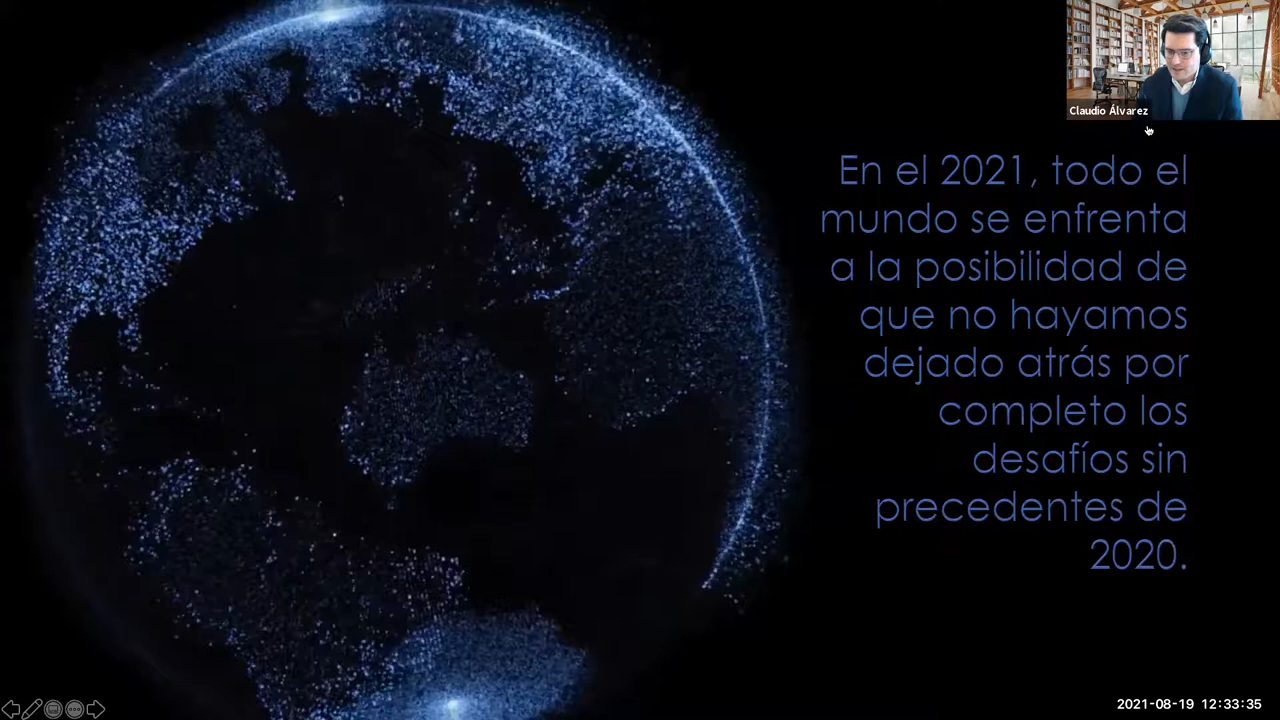 Claudio Álvarez
En el 2021, todo el
mundo se enfrenta
a la posibilidad de
que no hayamos
dejado atrás por
completo los
desafíos sin
precedentes de
2020.
2021-08-19 12:33:35